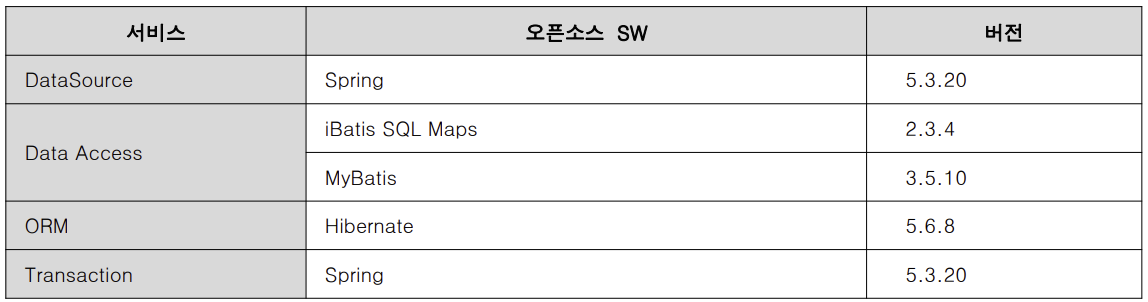 서비스 오픈소스 SW 버전
DataSource Spring 5.3.20
Data Access iBatis SQL Maps 2.3.4
MyBatis 3.5.10
ORM Hibernate 5.6.8
Transaction Spring 5.3.20